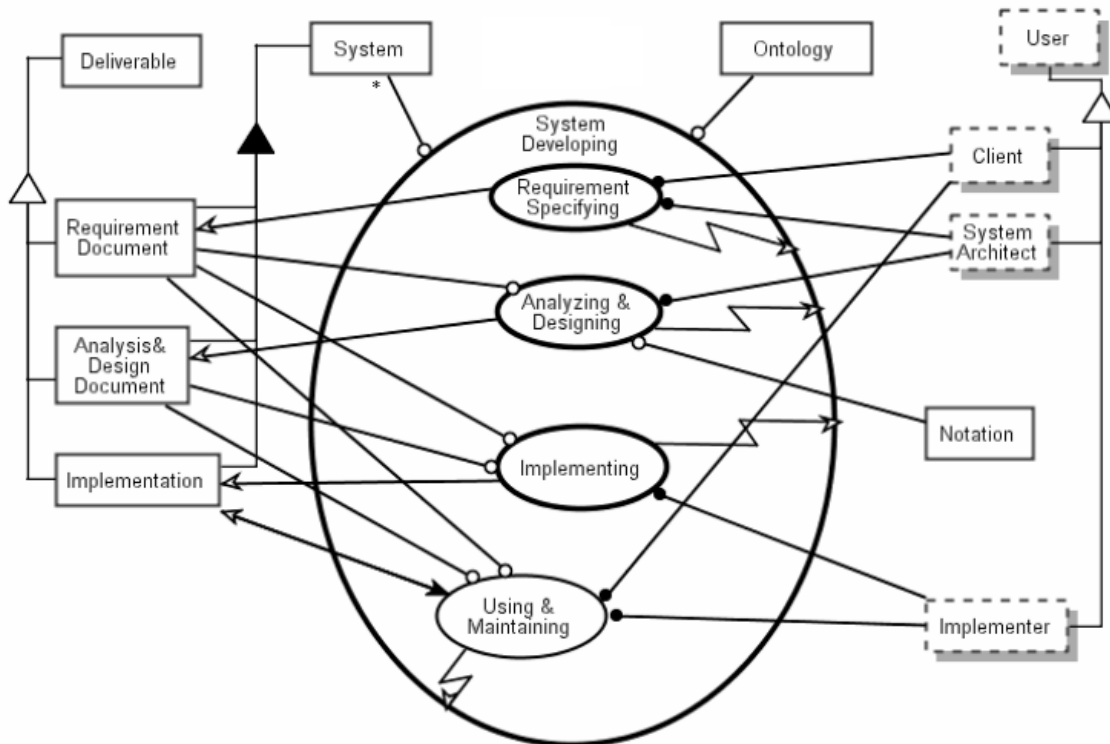 System
Ontology
User
Deliverable
*
System
Developing
Client
Requirement
Specifying
Requirement
Document
System
Architect
Analyzing &
Designing
Analysis&
Design
Document
Notation
Implementing
Implementation
Using &
Maintaining
Implementer